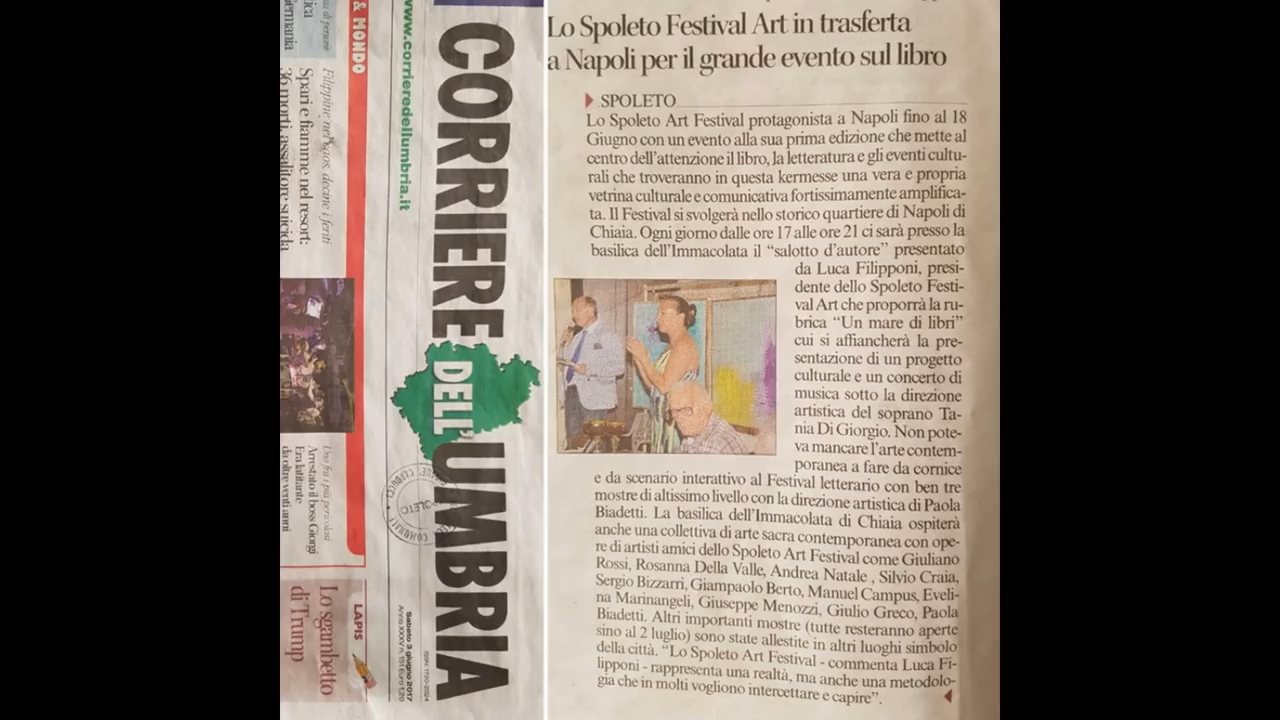 & MONDO
Filippine nel caos, decine i feriti
Spari e fiamme nel resort:
36 morti, assalitore suicida
Uno fra i più pericolosi
Arrestato il boss Giorgi
Era latitante
da oltre venti anni
LAPIS
Lo sgambetto
di Trump
www.corrieredellumbria.it
CORRIERE DELL'UMBRIA
Sabato 3 giugno 2017
Anno XXXV n. 151 Euro 1,20
Lo Spoleto Festival Art in trasferta
a Napoli per il grande evento sul libro
SPOLETO
Lo Spoleto Art Festival protagonista a Napoli fino al 18
Giugno con un evento alla sua prima edizione che mette al
centro dell'attenzione il libro, la letteratura e gli eventi cultu-
rali che troveranno in questa kermesse una vera e propria
vetrina culturale e comunicativa fortissimamente amplifica-
ta. Il Festival si svolgerà nello storico quartiere di Napoli di
Chiaia. Ogni giorno dalle ore 17 alle ore 21 ci sarà presso la
basilica dell'Immacolata il “salotto d'autore” presentato
da Luca Filipponi, presi-
dente dello Spoleto Festi-
val Art che proporrà la ru-
brica “Un mare di libri”
cui si affiancherà la pre-
sentazione di un progetto
culturale e un concerto di
musica sotto la direzione
artistica del soprano Ta-
nia Di Giorgio. Non pote-
va mancare l'arte contem-
poranea a fare da cornice
e da scenario interattivo al Festival letterario con ben tre
mostre di altissimo livello con la direzione artistica di Paola
Biadetti. La basilica dell'Immacolata di Chiaia ospiterà
anche una collettiva di arte sacra contemporanea con ope-
re di artisti amici dello Spoleto Art Festival come Giuliano
Rossi, Rosanna Della Valle, Andrea Natale , Silvio Craia,
Sergio Bizzarri, Giampaolo Berto, Manuel Campus, Eveli-
na Marinangeli, Giuseppe Menozzi, Giulio Greco, Paola
Biadetti. Altri importanti mostre (tutte resteranno aperte
sino al 2 luglio) sono state allestite in altri luoghi simbolo
della città. “Lo Spoleto Art Festival - commenta Luca Fi-
lipponi - rappresenta una realtà, ma anche una metodolo-
gia che in molti vogliono intercettare e capire”.